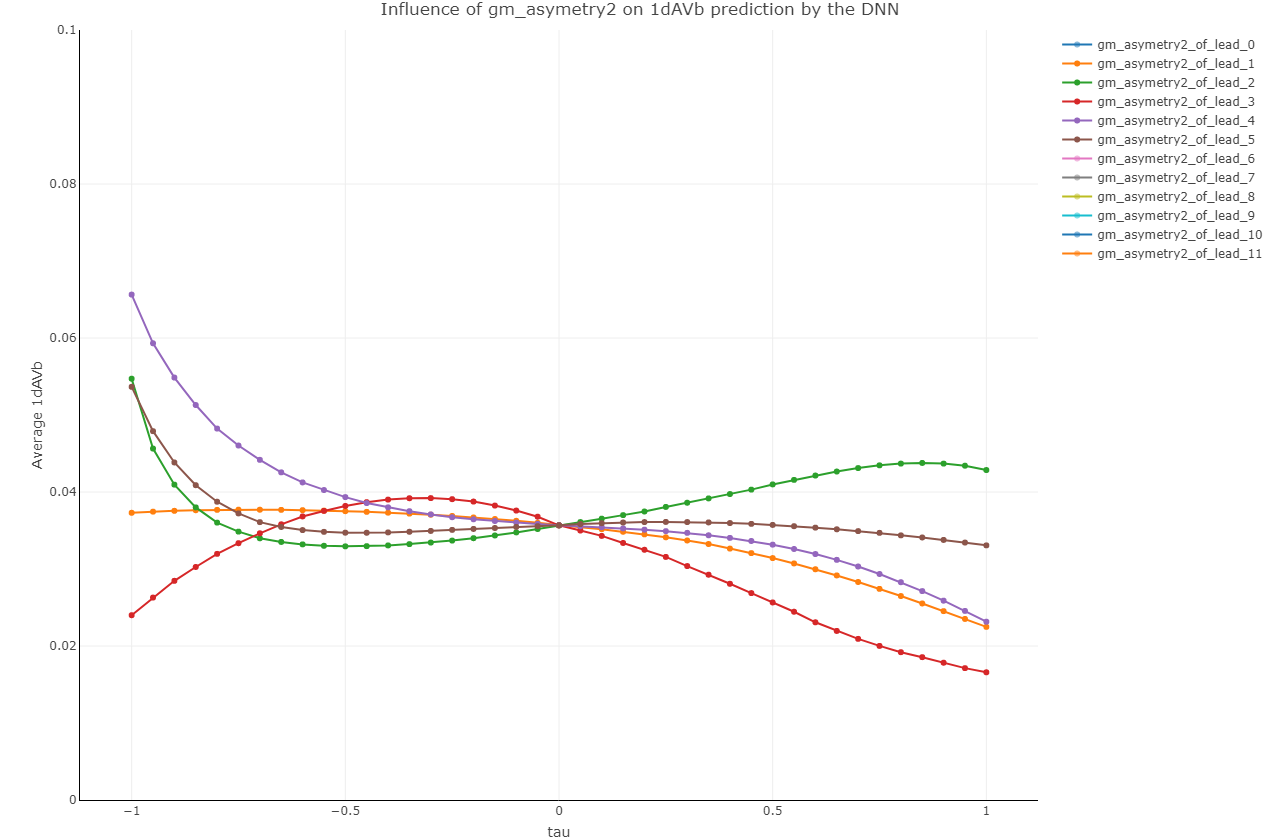 Influence of gm_asymetry2 on 1dAVb prediction by the DNN
gm_asymetry2_of_lead_0
gm_asymetry2_of_lead_1
gm_asymetry2_of_lead_2
gm_asymetry2_of_lead_3
gm_asymetry2_of_lead_4
gm_asymetry2_of_lead_5
gm_asymetry2_of_lead_6
gm_asymetry2_of_lead_7
gm_asymetry2_of_lead_8
gm_asymetry2_of_lead_9
gm_asymetry2_of_lead_10
gm_asymetry2_of_lead_11
Average 1dAVb
0.1
0.08
0.06
0.04
0.02
0
−1
−0.5
0
0.5
1
tau